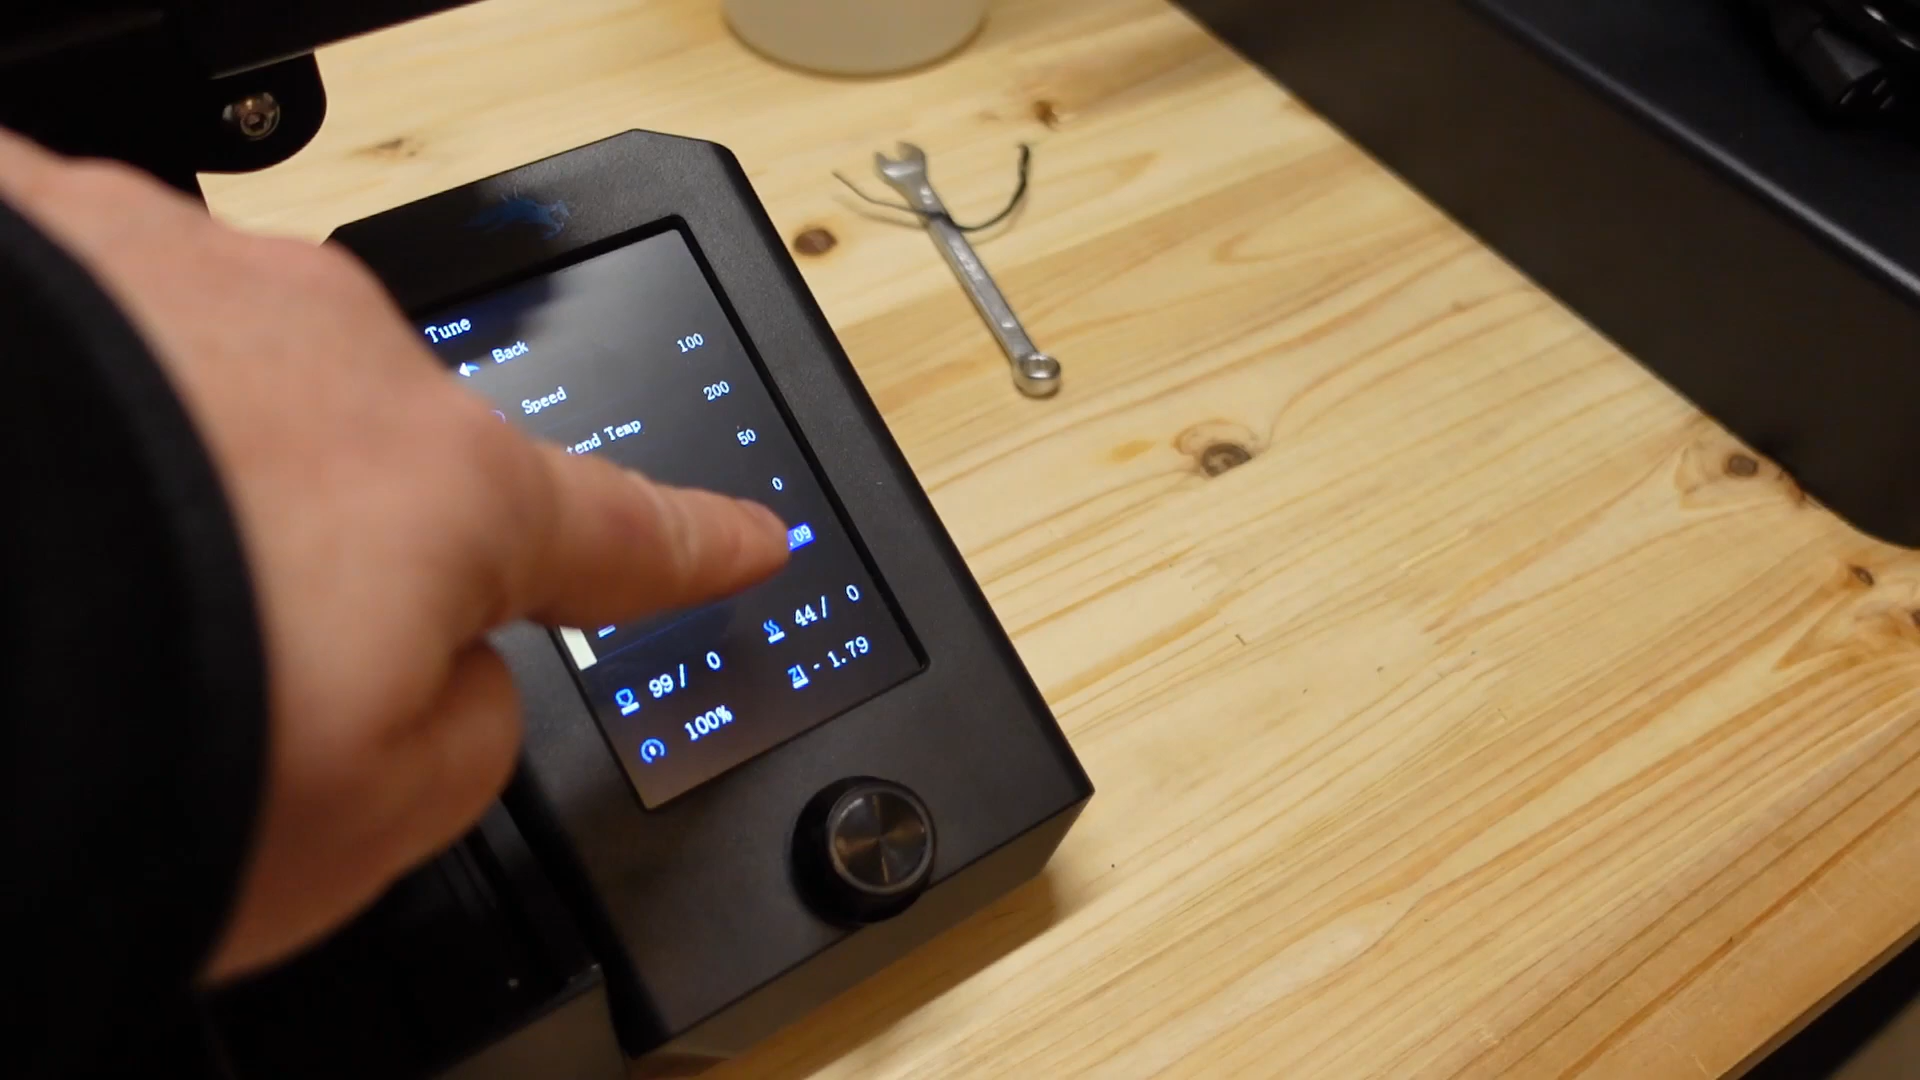 Tune
Back
100
Speed
200
tend Temp
50
0
.09
44 / 0
99 / 0
Z - 1.79
100%